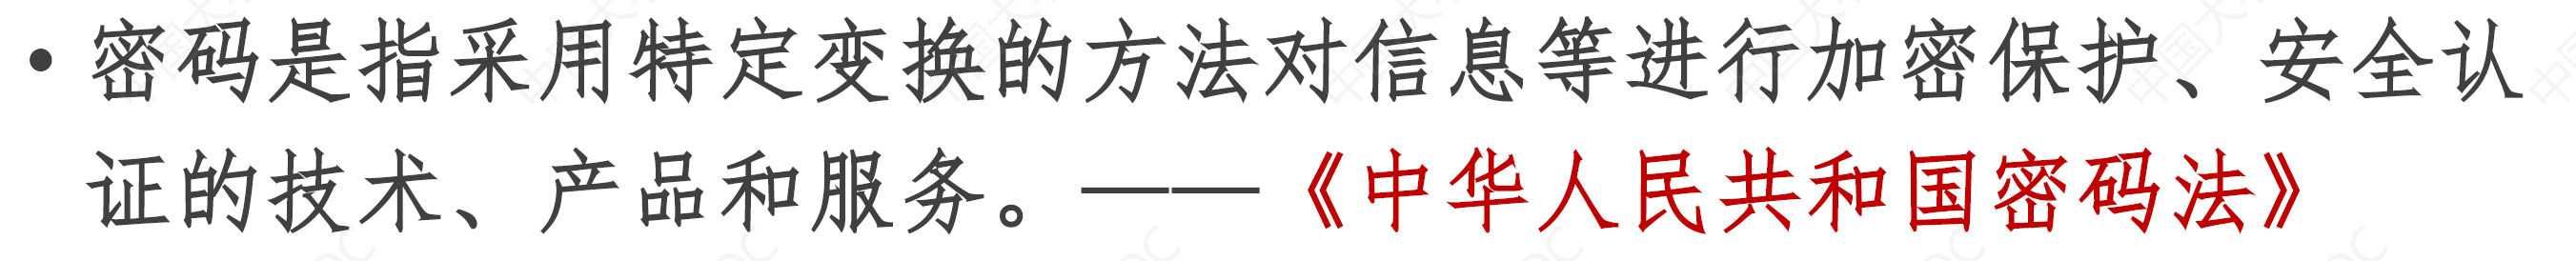 • 密码是指采用特定变换的方法对信息等进行加密保护、安全认
证的技术、产品和服务。——《中华人民共和国密码法》